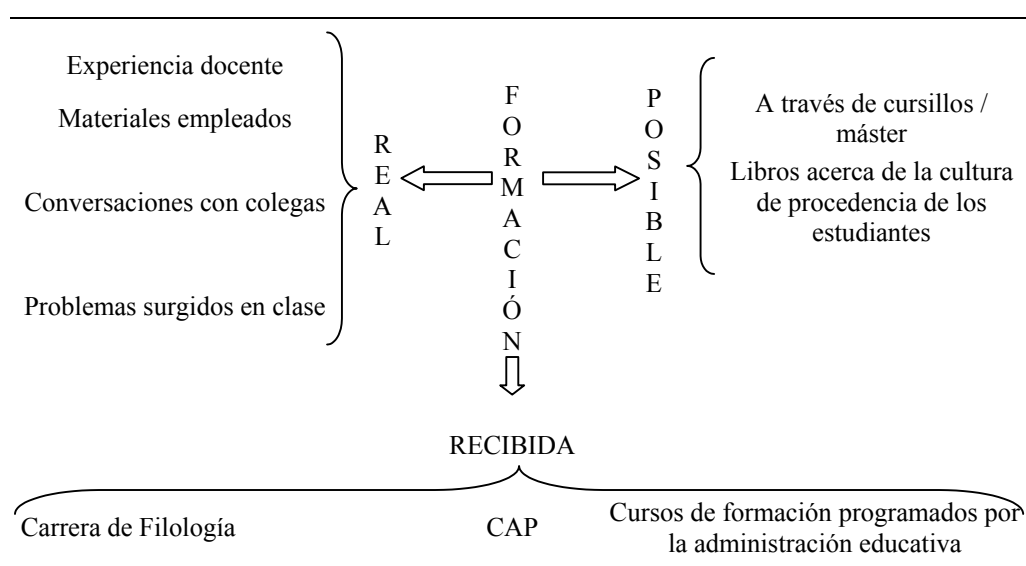 Experiencia docente
Materiales empleados
Conversaciones con colegas
Problemas surgidos en clase
REAL
FORMACIÓN
POSIBLE
A través de cursillos /
máster
Libros acerca de la cultura
de procedencia de los
estudiantes
RECIBIDA
Carrera de Filología
CAP
Cursos de formación programados por
la administración educativa